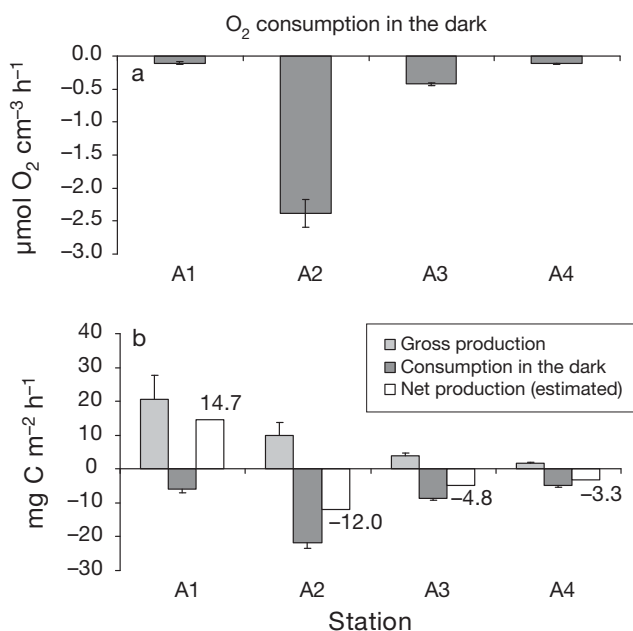 O₂ consumption in the dark
a
0.0
−0.5
−1.0
−1.5
−2.0
−2.5
−3.0
µmol O₂ cm⁻³ h⁻¹
A1 A2 A3 A4
b
Gross production
Consumption in the dark
Net production (estimated)
40
30
20
10
0
−10
−20
−30
mg C m⁻² h⁻¹
14.7
−12.0
−4.8
−3.3
A1 A2 A3 A4
Station